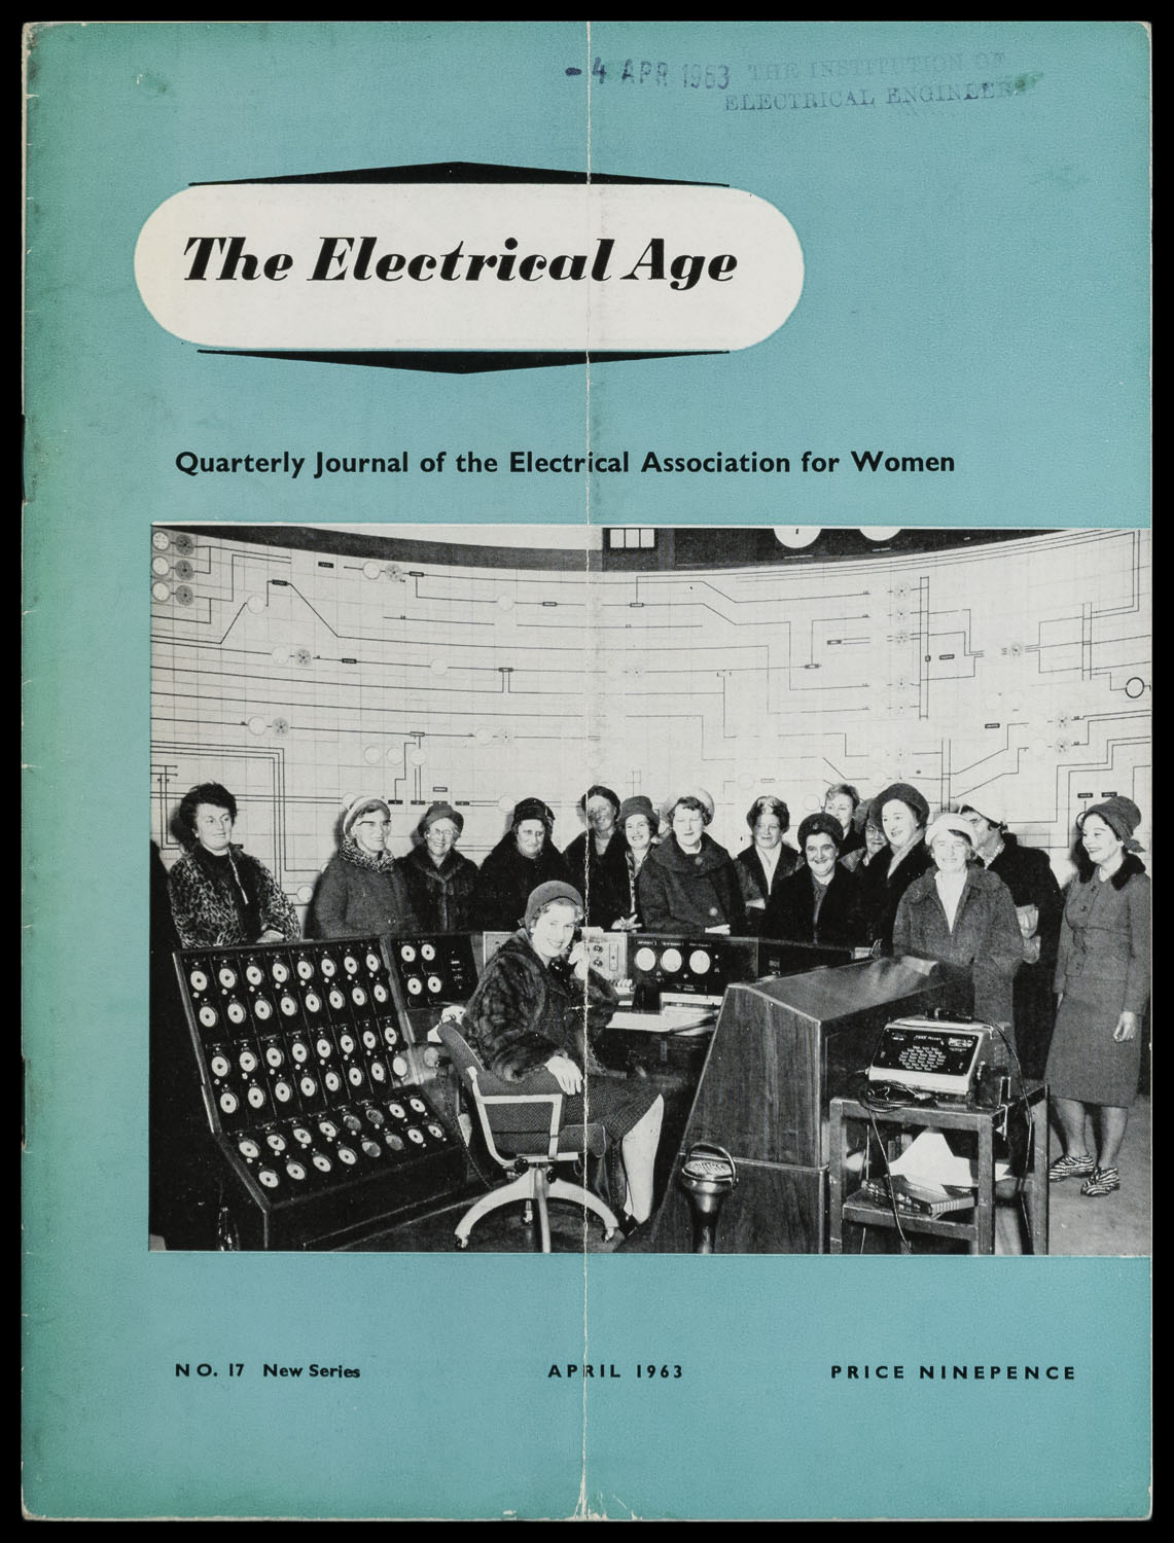 -4 APR 1963 THE INSTITUTION OF
ELECTRICAL ENGINEERS
The Electrical Age
Quarterly Journal of the Electrical Association for Women
NO. 17 New Series APRIL 1963 PRICE NINEPENCE